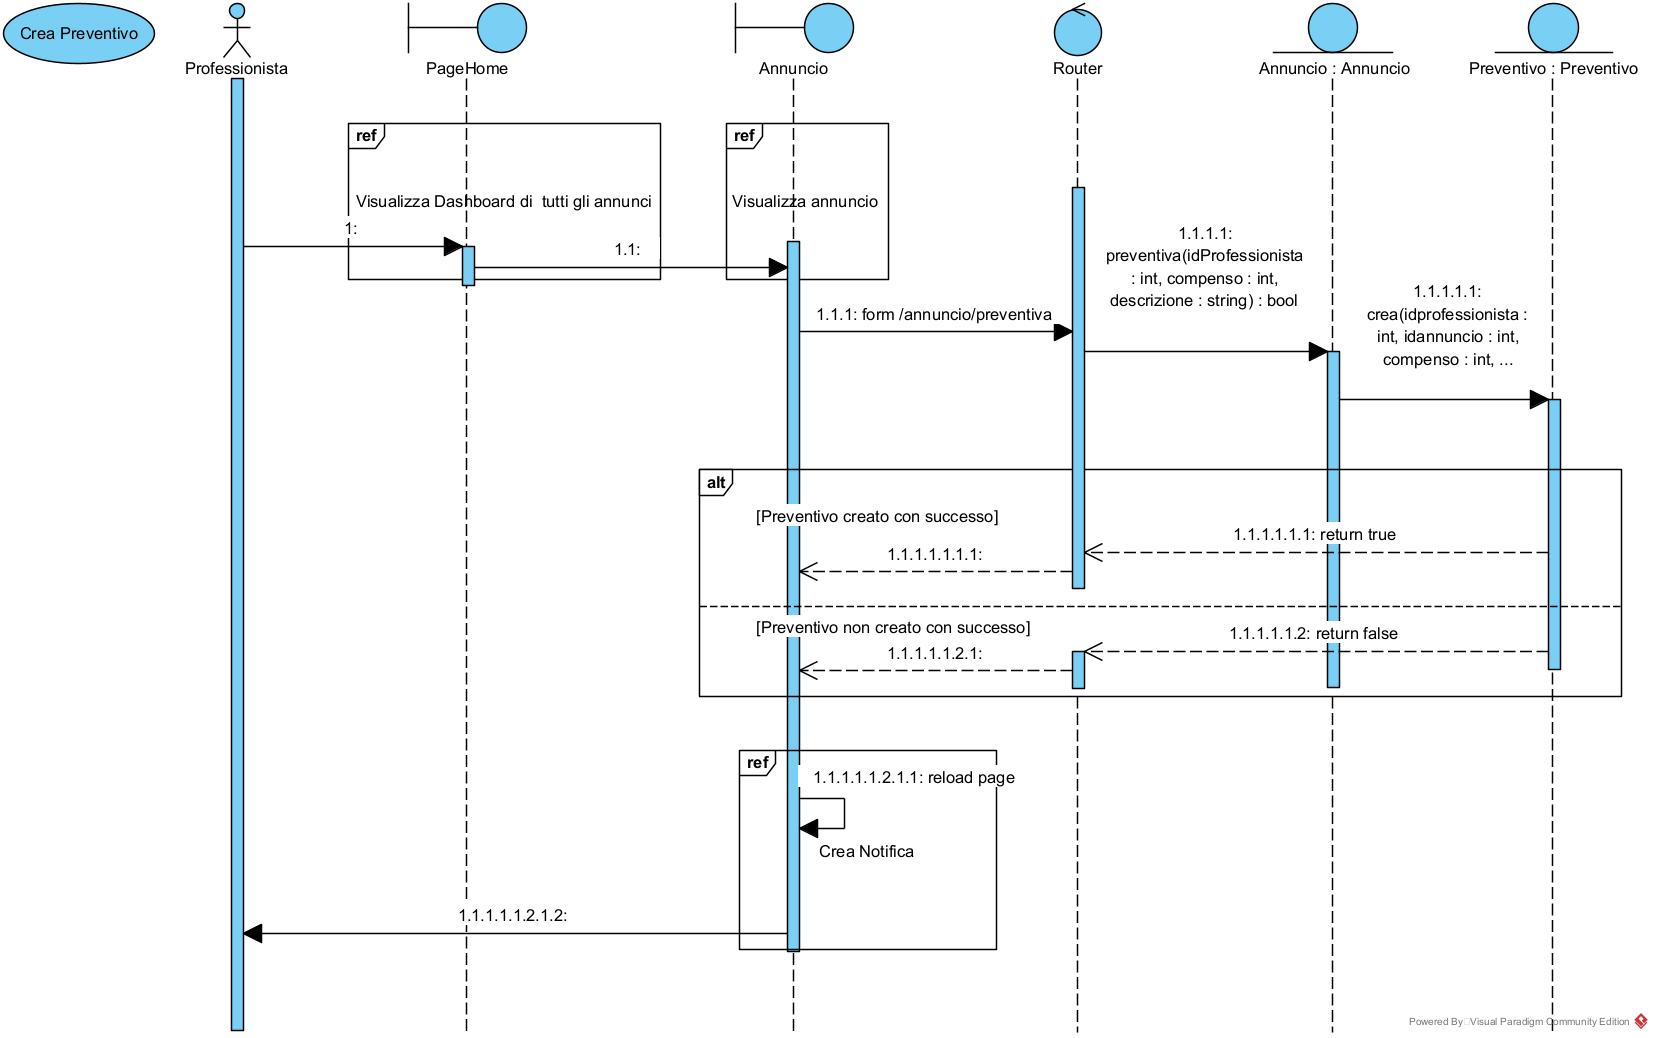 Crea Preventivo
Professionista
PageHome
Annuncio
Router
Annuncio : Annuncio
Preventivo : Preventivo
ref
Visualizza Dashboard di tutti gli annunci
ref
Visualizza annuncio
1:
1.1:
1.1.1: form /annuncio/preventiva
1.1.1.1:
preventiva(idProfessionista
: int, compenso : int,
descrizione : string) : bool
1.1.1.1.1:
crea(idprofessionista :
int, idannuncio : int,
compenso : int, ...
alt
[Preventivo creato con successo]
1.1.1.1.1.1: return true
1.1.1.1.1.1.1:
[Preventivo non creato con successo]
1.1.1.1.1.2: return false
1.1.1.1.1.2.1:
ref
1.1.1.1.1.2.1.1: reload page
Crea Notifica
1.1.1.1.1.2.1.2:
Powered By Visual Paradigm Community Edition